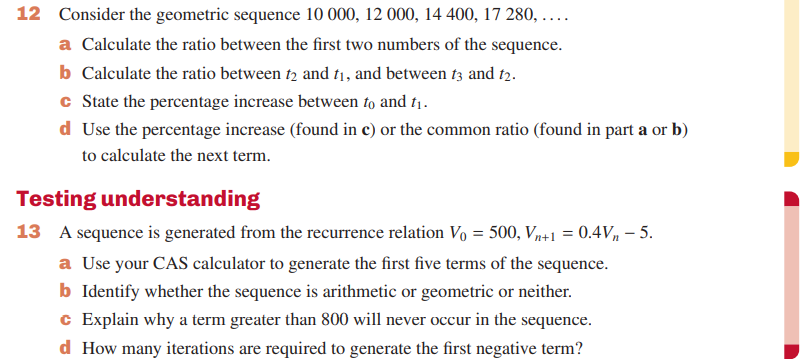 12 Consider the geometric sequence 10 000, 12 000, 14 400, 17 280, ....
a Calculate the ratio between the first two numbers of the sequence.
b Calculate the ratio between t₂ and t₁, and between t₃ and t₂.
c State the percentage increase between t₀ and t₁.
d Use the percentage increase (found in c) or the common ratio (found in part a or b)
to calculate the next term.
Testing understanding
13 A sequence is generated from the recurrence relation V₀ = 500, Vₙ₊₁ = 0.4Vₙ − 5.
a Use your CAS calculator to generate the first five terms of the sequence.
b Identify whether the sequence is arithmetic or geometric or neither.
c Explain why a term greater than 800 will never occur in the sequence.
d How many iterations are required to generate the first negative term?